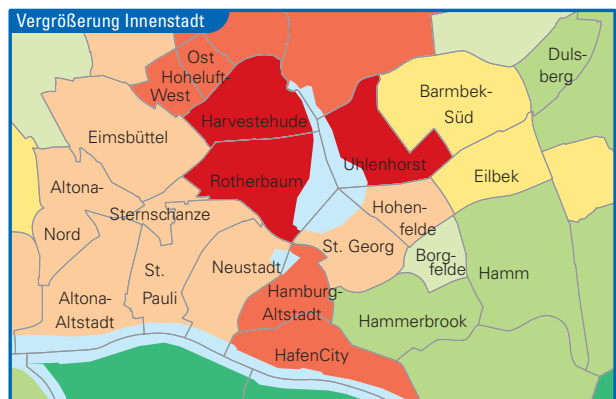 Vergrößerung Innenstadt
Ost
Hoheluft-
West
Duls-
berg
Barmbek-
Süd
Harvestehude
Eimsbüttel
Uhlenhorst
Eilbek
Rotherbaum
Altona-
Nord
Sternschanze
Hohen-
felde
St. Georg
Neustadt
Borg-
felde
Hamm
St.
Pauli
Hamburg-
Altstadt
Altona-
Altstadt
Hammerbrook
HafenCity